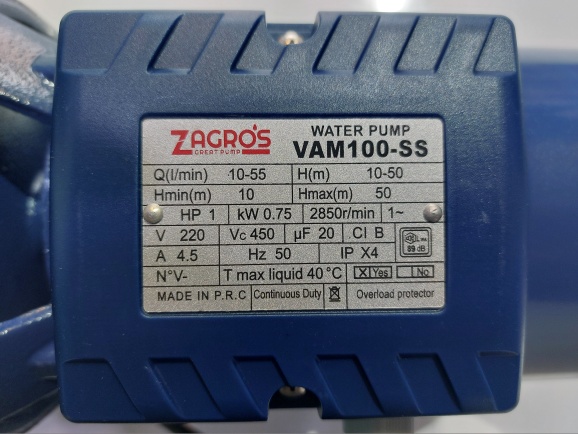 ZAGROS
GREAT PUMP
WATER PUMP
VAM100-SS
Q(l/min) 10-55 H(m) 10-50
Hmin(m) 10 Hmax(m) 50
HP 1 kW 0.75 2850r/min 1~
V 220 Vc 450 µF 20 Cl B
89 dB
A 4.5 Hz 50 IP X4
N°V- T max liquid 40°C X Yes No
MADE IN P.R.C Continuous Duty Overload protector